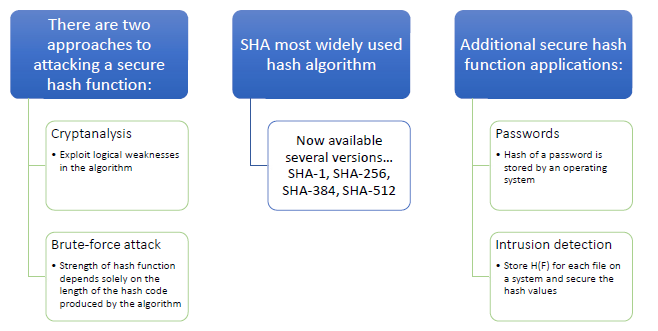 There are two
approaches to
attacking a secure
hash function:
Cryptanalysis
• Exploit logical weaknesses
in the algorithm
Brute-force attack
• Strength of hash function
depends solely on the
length of the hash code
produced by the algorithm
SHA most widely used
hash algorithm
Now available
several versions...
SHA-1, SHA-256,
SHA-384, SHA-512
Additional secure hash
function applications:
Passwords
• Hash of a password is
stored by an operating
system
Intrusion detection
• Store H(F) for each file on
a system and secure the
hash values